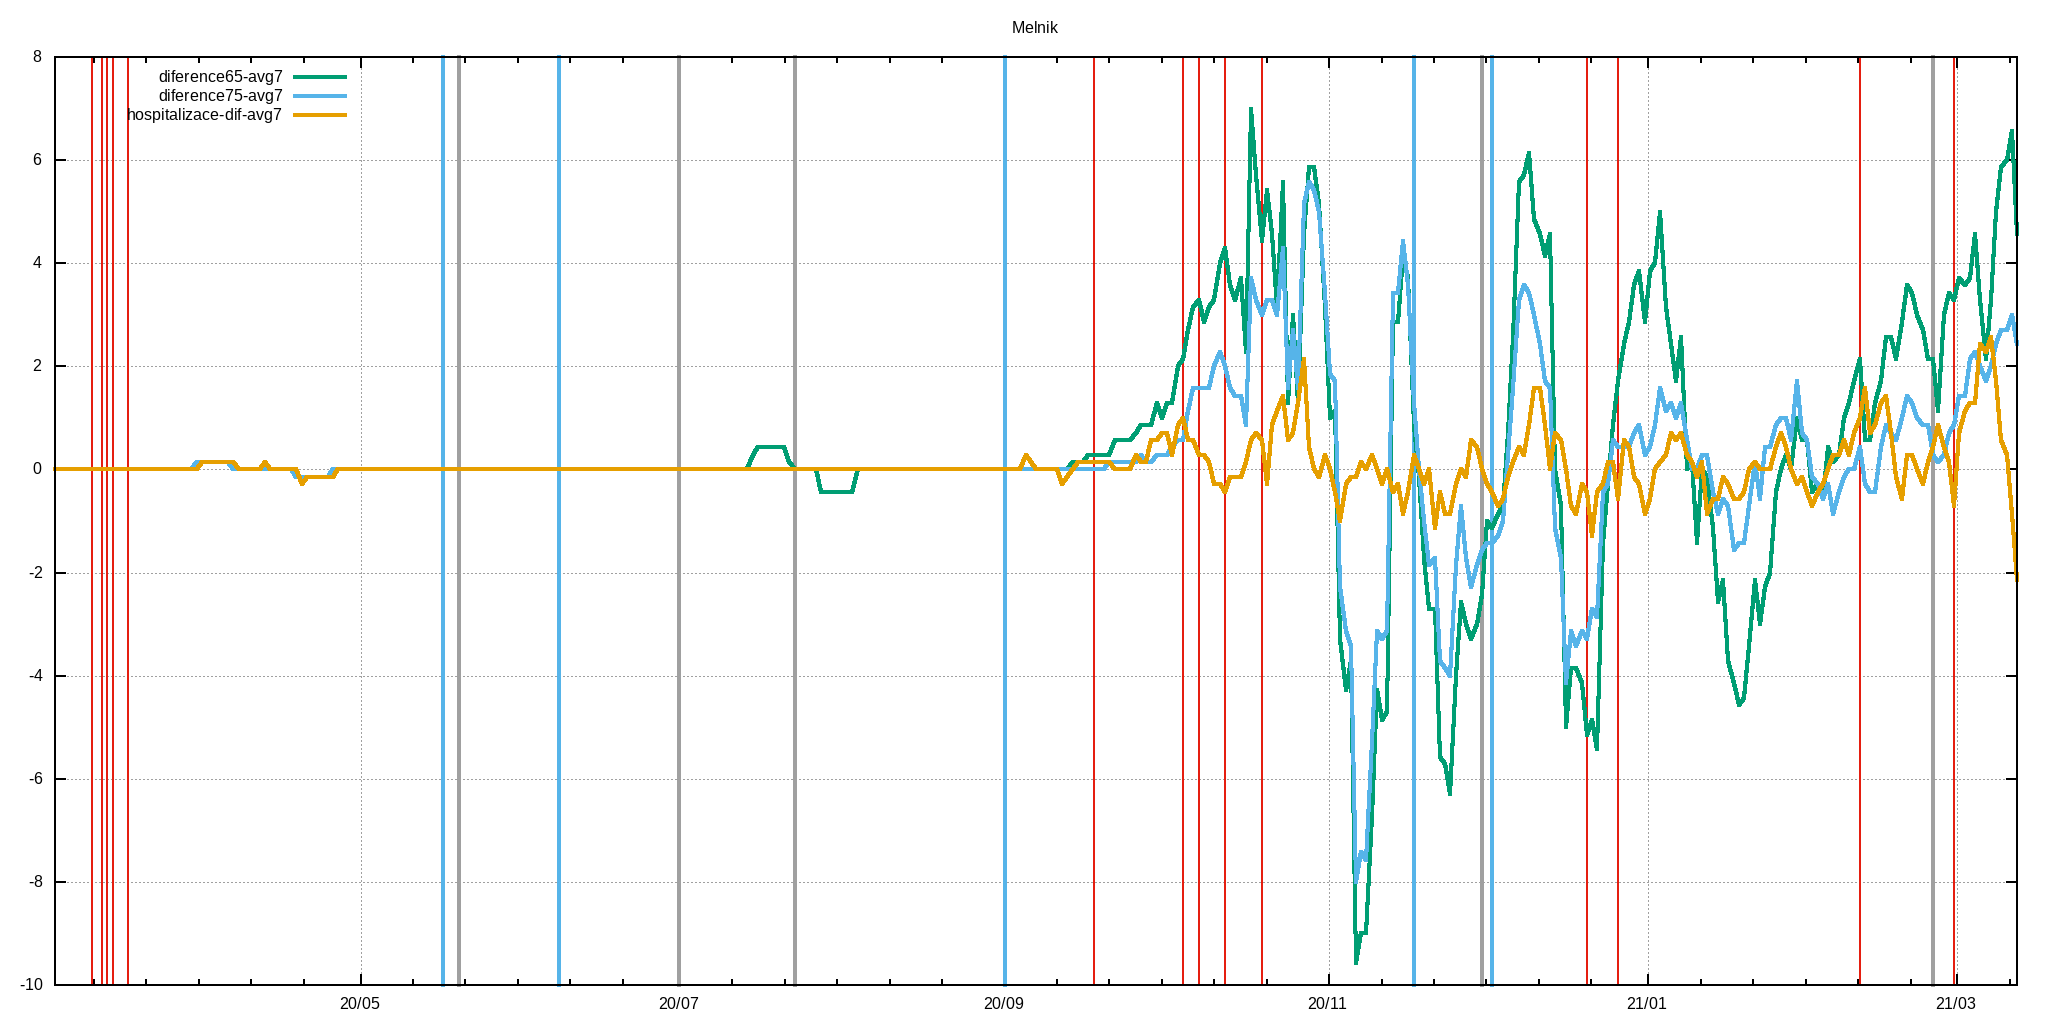 Melnik
8
diference65-avg7
diference75-avg7
hospitalizace-dif-avg7
6
4
2
0
-2
-4
-6
-8
-10
20/05 20/07 20/09 20/11 21/01 21/03